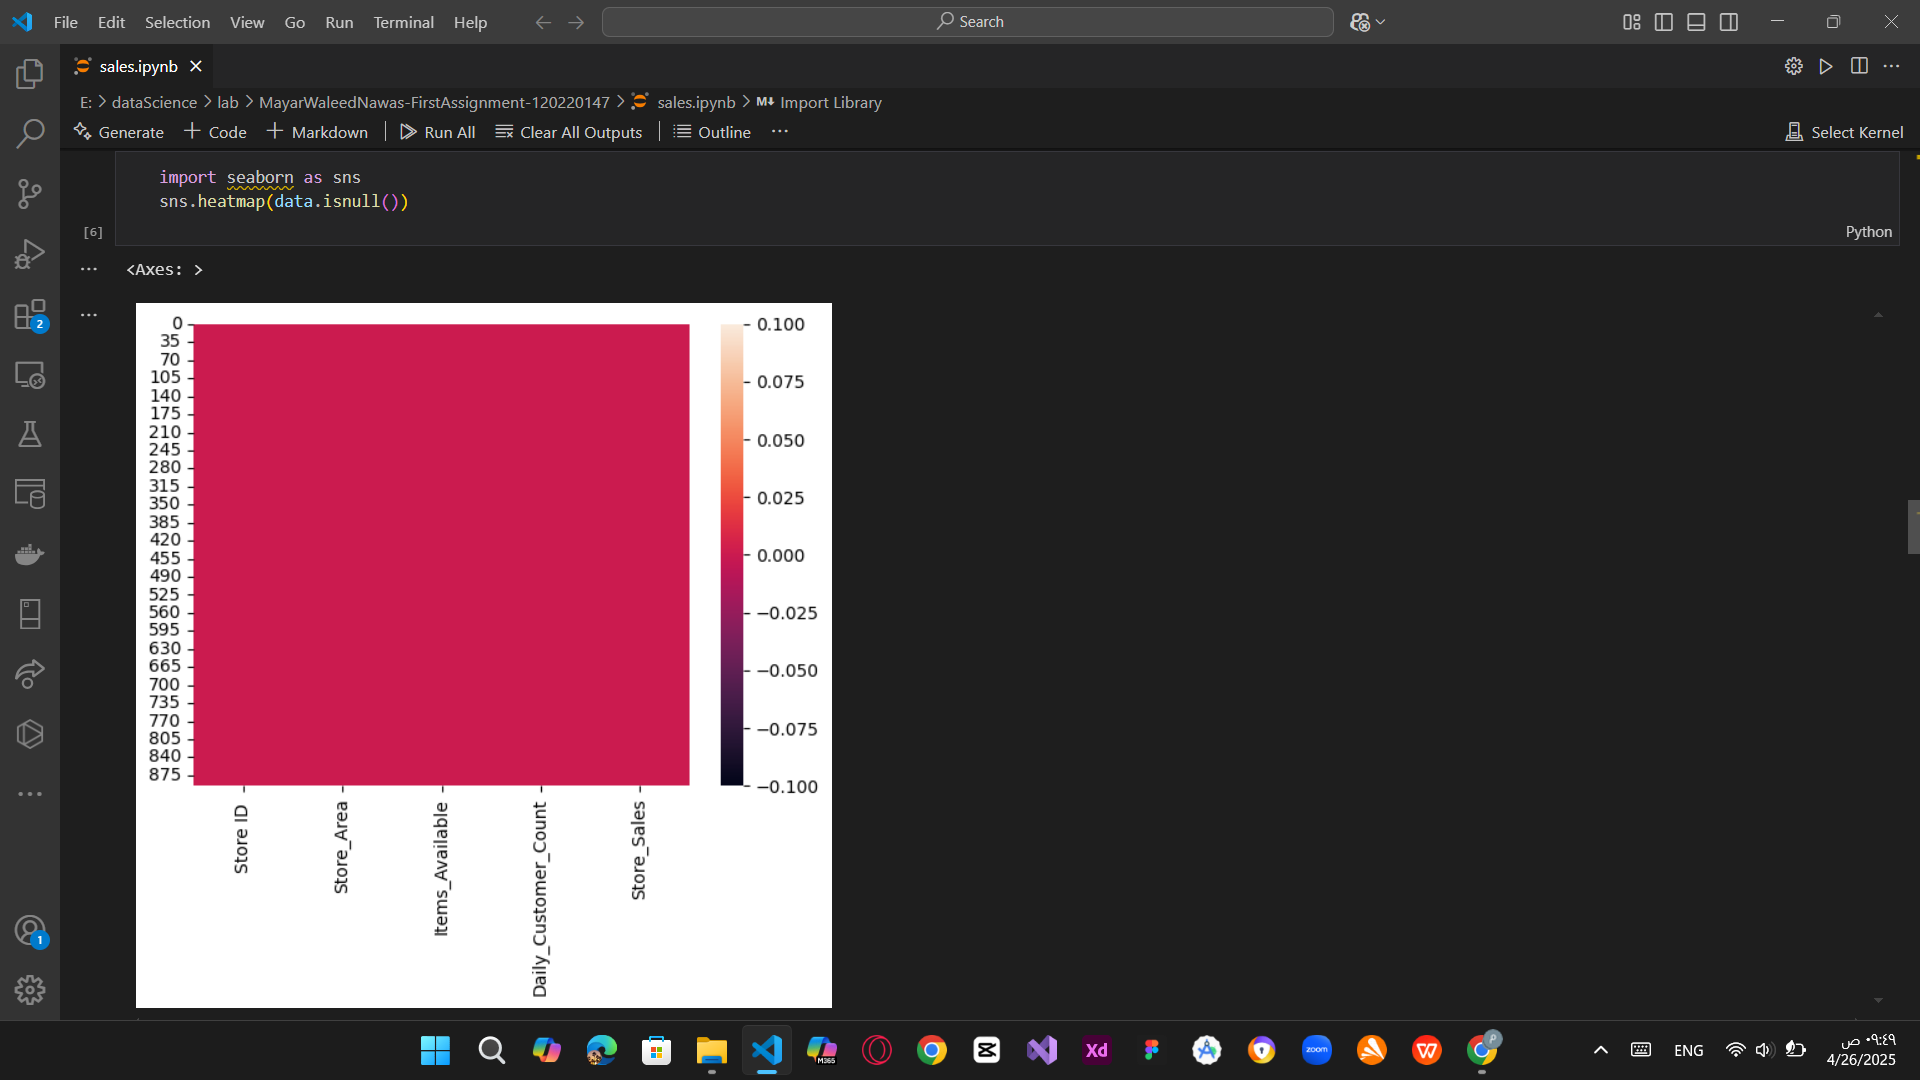 File Edit Selection View Go Run Terminal Help
Search
sales.ipynb
E: > dataScience > lab > MayarWaleedNawas-FirstAssignment-120220147 > sales.ipynb > M↓ Import Library
Generate + Code + Markdown | Run All Clear All Outputs | Outline ...
Select Kernel
import seaborn as sns
sns.heatmap(data.isnull())
[6]
Python
<Axes: >
0
35
70
105
140
175
210
245
280
315
350
385
420
455
490
525
560
595
630
665
700
735
770
805
840
875
Store ID
Store_Area
Items_Available
Daily_Customer_Count
Store_Sales
0.100
0.075
0.050
0.025
0.000
−0.025
−0.050
−0.075
−0.100
2
1
M365
Xd
zoom
P
ENG
٠٩:٤٩ ص
4/26/2025